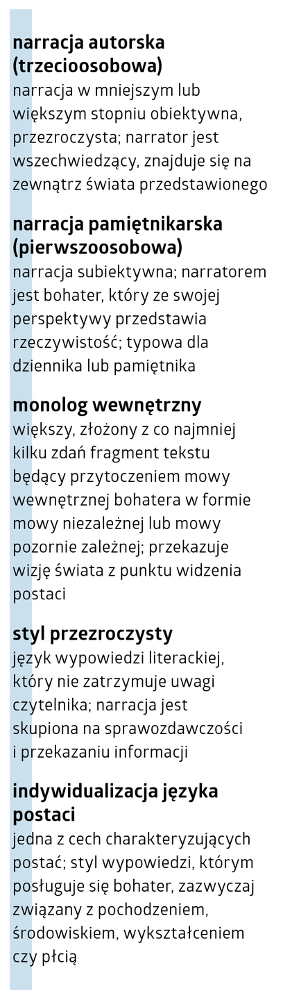 narracja autorska
(trzecioosobowa)
narracja w mniejszym lub
większym stopniu obiektywna,
przezroczysta; narrator jest
wszechwiedzący, znajduje się na
zewnątrz świata przedstawionego
narracja pamiętnikarska
(pierwszoosobowa)
narracja subiektywna; narratorem
jest bohater, który ze swojej
perspektywy przedstawia
rzeczywistość; typowa dla
dziennika lub pamiętnika
monolog wewnętrzny
większy, złożony z co najmniej
kilku zdań fragment tekstu
będący przytoczeniem mowy
wewnętrznej bohatera w formie
mowy niezależnej lub mowy
pozornie zależnej; przekazuje
wizję świata z punktu widzenia
postaci
styl przezroczysty
język wypowiedzi literackiej,
który nie zatrzymuje uwagi
czytelnika; narracja jest
skupiona na sprawozdawczości
i przekazaniu informacji
indywidualizacja języka
postaci
jedna z cech charakteryzujących
postać; styl wypowiedzi, którym
posługuje się bohater, zazwyczaj
związany z pochodzeniem,
środowiskiem, wykształceniem
czy płcią